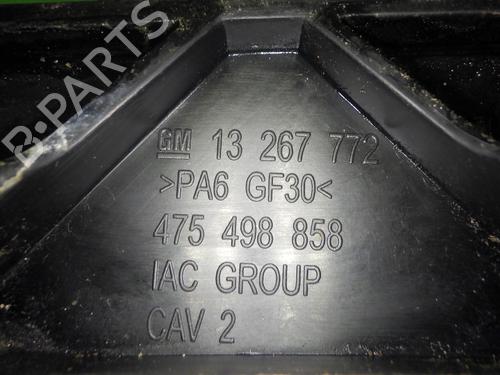 B-PARTS
GM 13 267 772
>PA6 GF30<
475 498 858
IAC GROUP
CAV 2